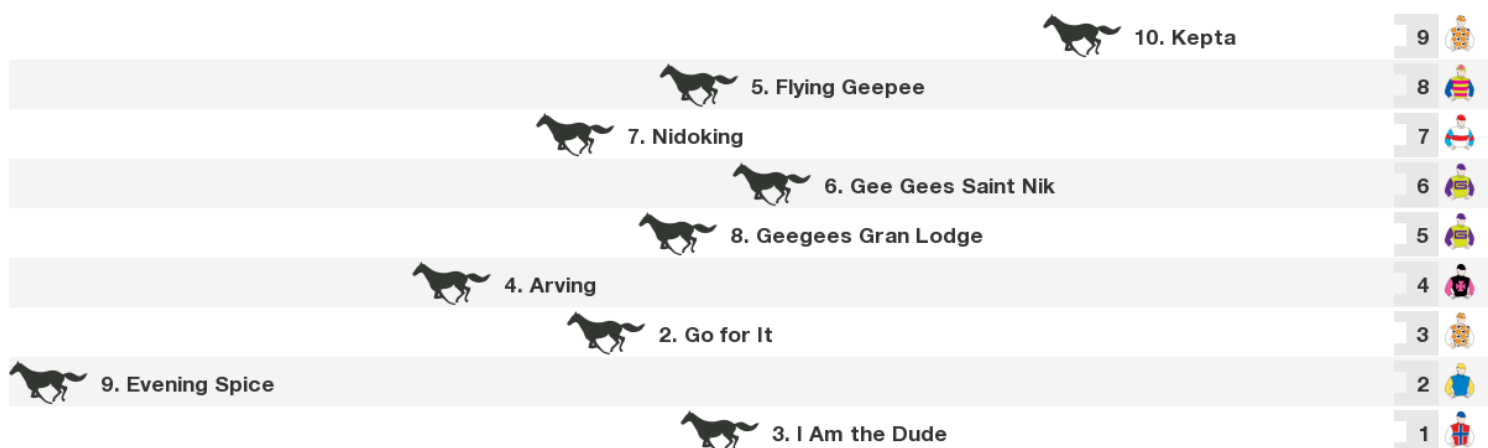 10. Kepta 9
5. Flying Geepee 8
7. Nidoking 7
6. Gee Gees Saint Nik 6
8. Geegees Gran Lodge 5
4. Arving 4
2. Go for It 3
9. Evening Spice 2
3. I Am the Dude 1